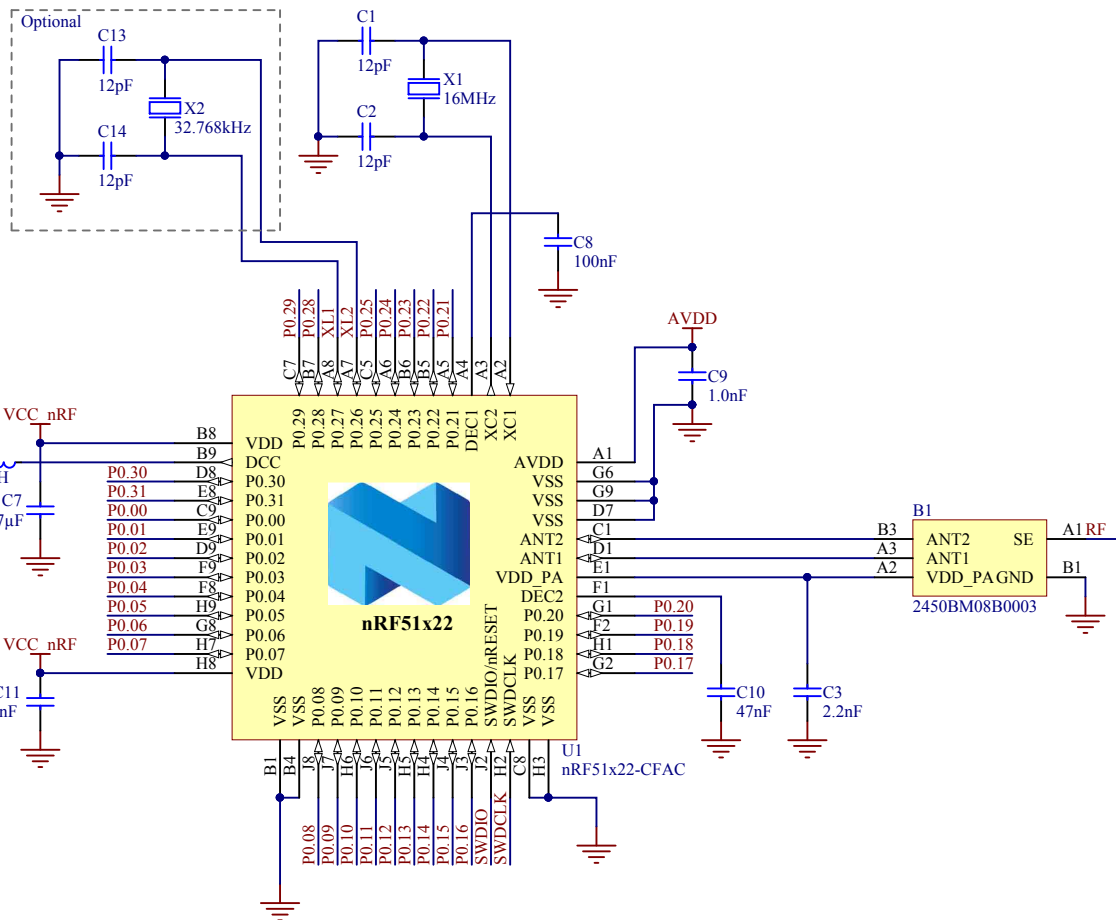 Optional
C13
12pF
X2
32.768kHz
C14
12pF
C1
12pF
X1
16MHz
C2
12pF
C8
100nF
P0.29
P0.28
XL1
XL2
P0.25
P0.24
P0.23
P0.22
P0.21
C7
B7
A8
A7
C5
A6
B6
B5
A5
A4
A3
A2
P0.29
P0.28
P0.27
P0.26
P0.25
P0.24
P0.23
P0.22
P0.21
DEC1
XC2
XC1
AVDD
C9
1.0nF
VCC_nRF
H
C7
7µF
VCC_nRF
C11
nF
B8 VDD
B9 DCC
P0.30 D8 P0.30
P0.31 E8 P0.31
P0.00 C9 P0.00
P0.01 E9 P0.01
P0.02 D9 P0.02
P0.03 F9 P0.03
P0.04 F8 P0.04
P0.05 H9 P0.05
P0.06 G8 P0.06
P0.07 H7 P0.07
H8 VDD
nRF51x22
AVDD A1
VSS G6
VSS G9
VSS D7
ANT2 C1
ANT1 D1
VDD_PA E1
DEC2 F1
P0.20 G1 P0.20
P0.19 F2 P0.19
P0.18 H1 P0.18
P0.17 G2 P0.17
B1
B3 ANT2 SE A1 RF
A3 ANT1
A2 VDD_PA GND B1
2450BM08B0003
C10
47nF
C3
2.2nF
VSS
VSS
P0.08
P0.09
P0.10
P0.11
P0.12
P0.13
P0.14
P0.15
P0.16
SWDIO/nRESET
SWDCLK
VSS
VSS
U1
nRF51x22-CFAC
B1
B4
J8
J7
H6
J6
J5
H5
H4
J4
J3
J2
H2
C8
H3
P0.08
P0.09
P0.10
P0.11
P0.12
P0.13
P0.14
P0.15
P0.16
SWDIO
SWDCLK